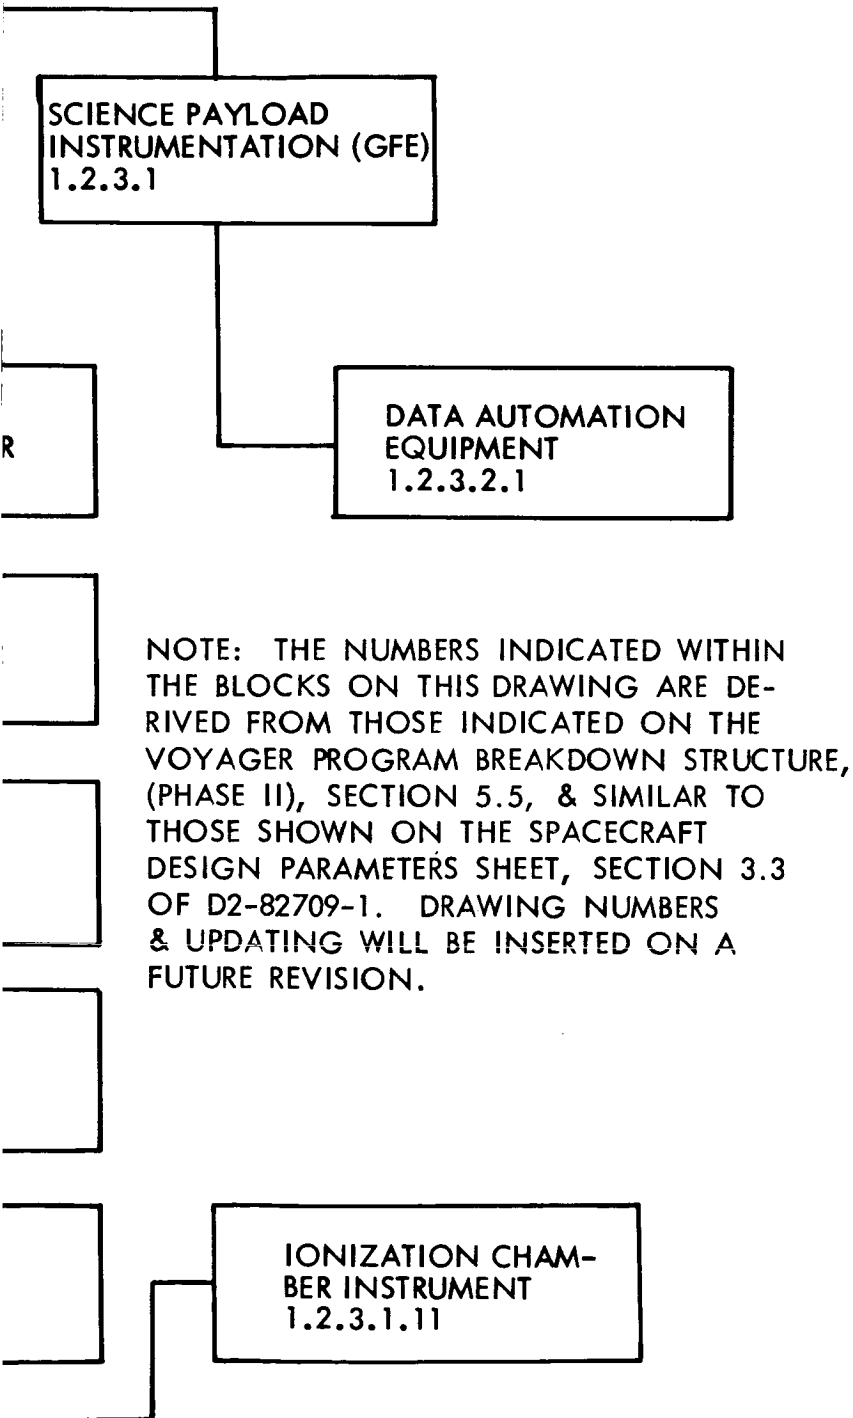 SCIENCE PAYLOAD
INSTRUMENTATION (GFE)
1.2.3.1
DATA AUTOMATION
EQUIPMENT
1.2.3.2.1
R
NOTE: THE NUMBERS INDICATED WITHIN
THE BLOCKS ON THIS DRAWING ARE DE-
RIVED FROM THOSE INDICATED ON THE
VOYAGER PROGRAM BREAKDOWN STRUCTURE,
(PHASE II), SECTION 5.5, & SIMILAR TO
THOSE SHOWN ON THE SPACECRAFT
DESIGN PARAMETERS SHEET, SECTION 3.3
OF D2-82709-1. DRAWING NUMBERS
& UPDATING WILL BE INSERTED ON A
FUTURE REVISION.
IONIZATION CHAM-
BER INSTRUMENT
1.2.3.1.11